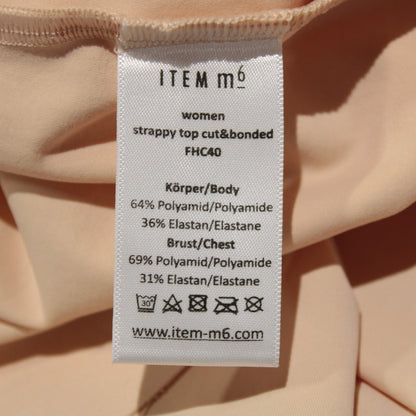 ITEM m6
women
strappy top cut&bonded
FHC40
Körper/Body
64% Polyamid/Polyamide
36% Elastan/Elastane
Brust/Chest
69% Polyamid/Polyamide
31% Elastan/Elastane
30°
www.item-m6.com